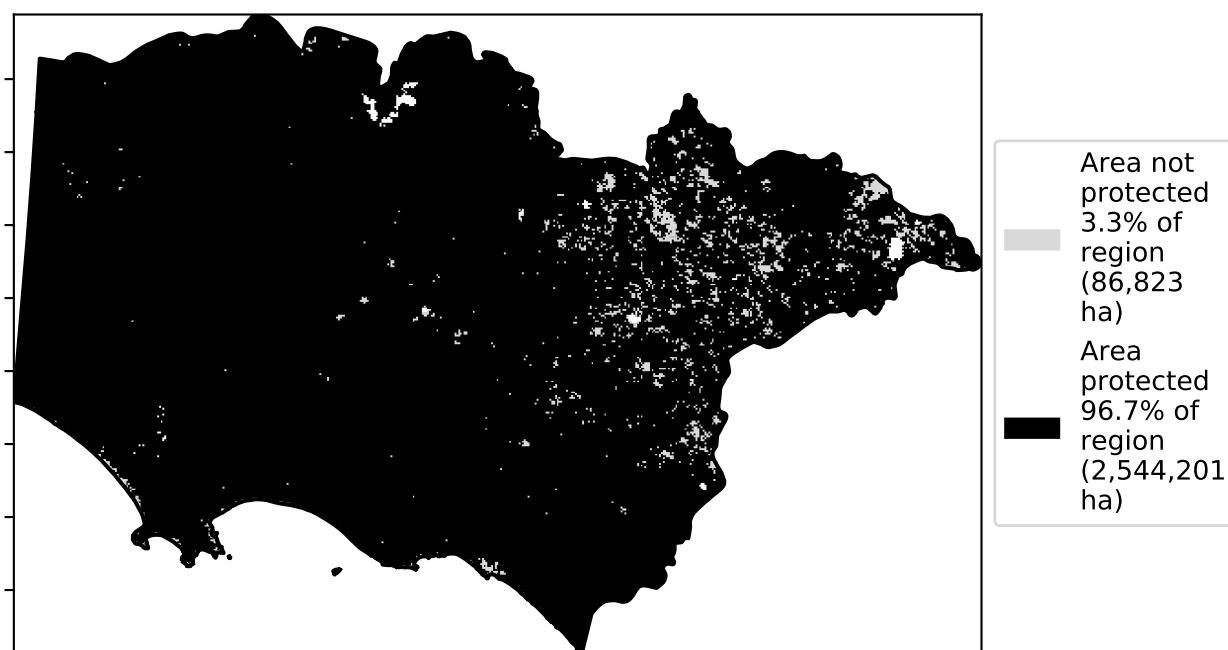 Area not
protected
3.3% of
region
(86,823
ha)
Area
protected
96.7% of
region
(2,544,201
ha)